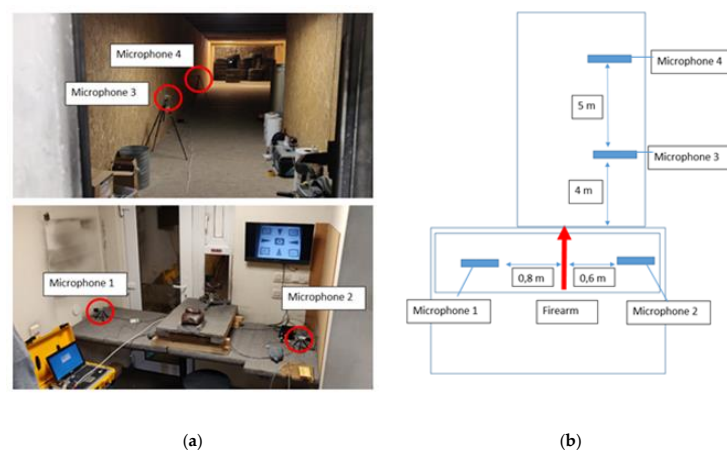 Microphone 4
Microphone 3
Microphone 1
Microphone 2
(a)
Microphone 4
5 m
Microphone 3
4 m
0,8 m
0,6 m
Microphone 1
Firearm
Microphone 2
(b)